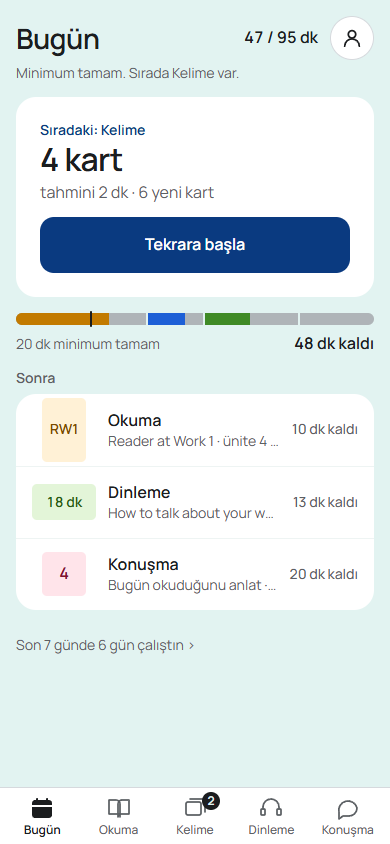 Bugün
47 / 95 dk
Minimum tamam. Sırada Kelime var.
Sıradaki: Kelime
4 kart
tahmini 2 dk · 6 yeni kart
Tekrara başla
20 dk minimum tamam
48 dk kaldı
Sonra
RW1
Okuma
Reader at Work 1 · ünite 4 ...
10 dk kaldı
18 dk
Dinleme
How to talk about your w...
13 dk kaldı
4
Konuşma
Bugün okuduğunu anlat ·...
20 dk kaldı
Son 7 günde 6 gün çalıştın ›
2
Bugün
Okuma
Kelime
Dinleme
Konuşma